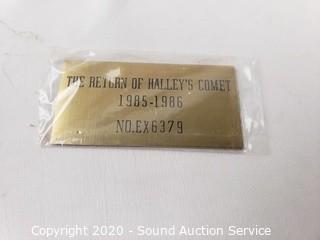 THE RETURN OF HALLEY'S COMET
1985-1986
NO.EX6379
Copyright 2020 - Sound Auction Service